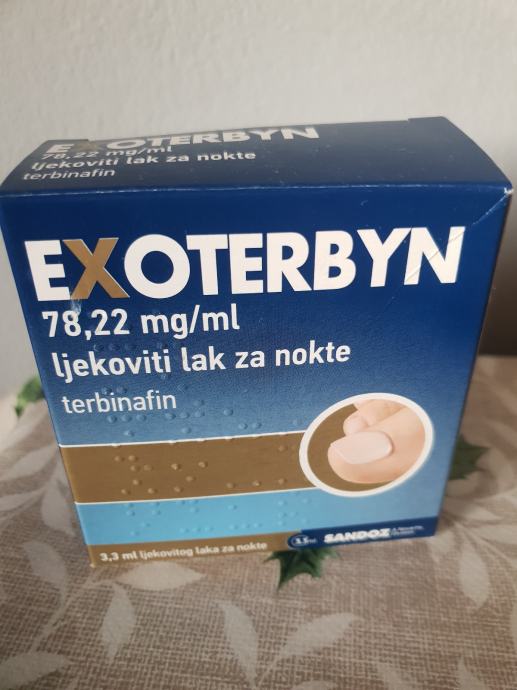 EXOTERBYN
78,22 mg/ml
ljekoviti lak za nokte
terbinafin
EXOTERBYN
78,22 mg/ml
ljekoviti lak za nokte
terbinafin
3,3 ml ljekovitog laka za nokte
SANDOZ